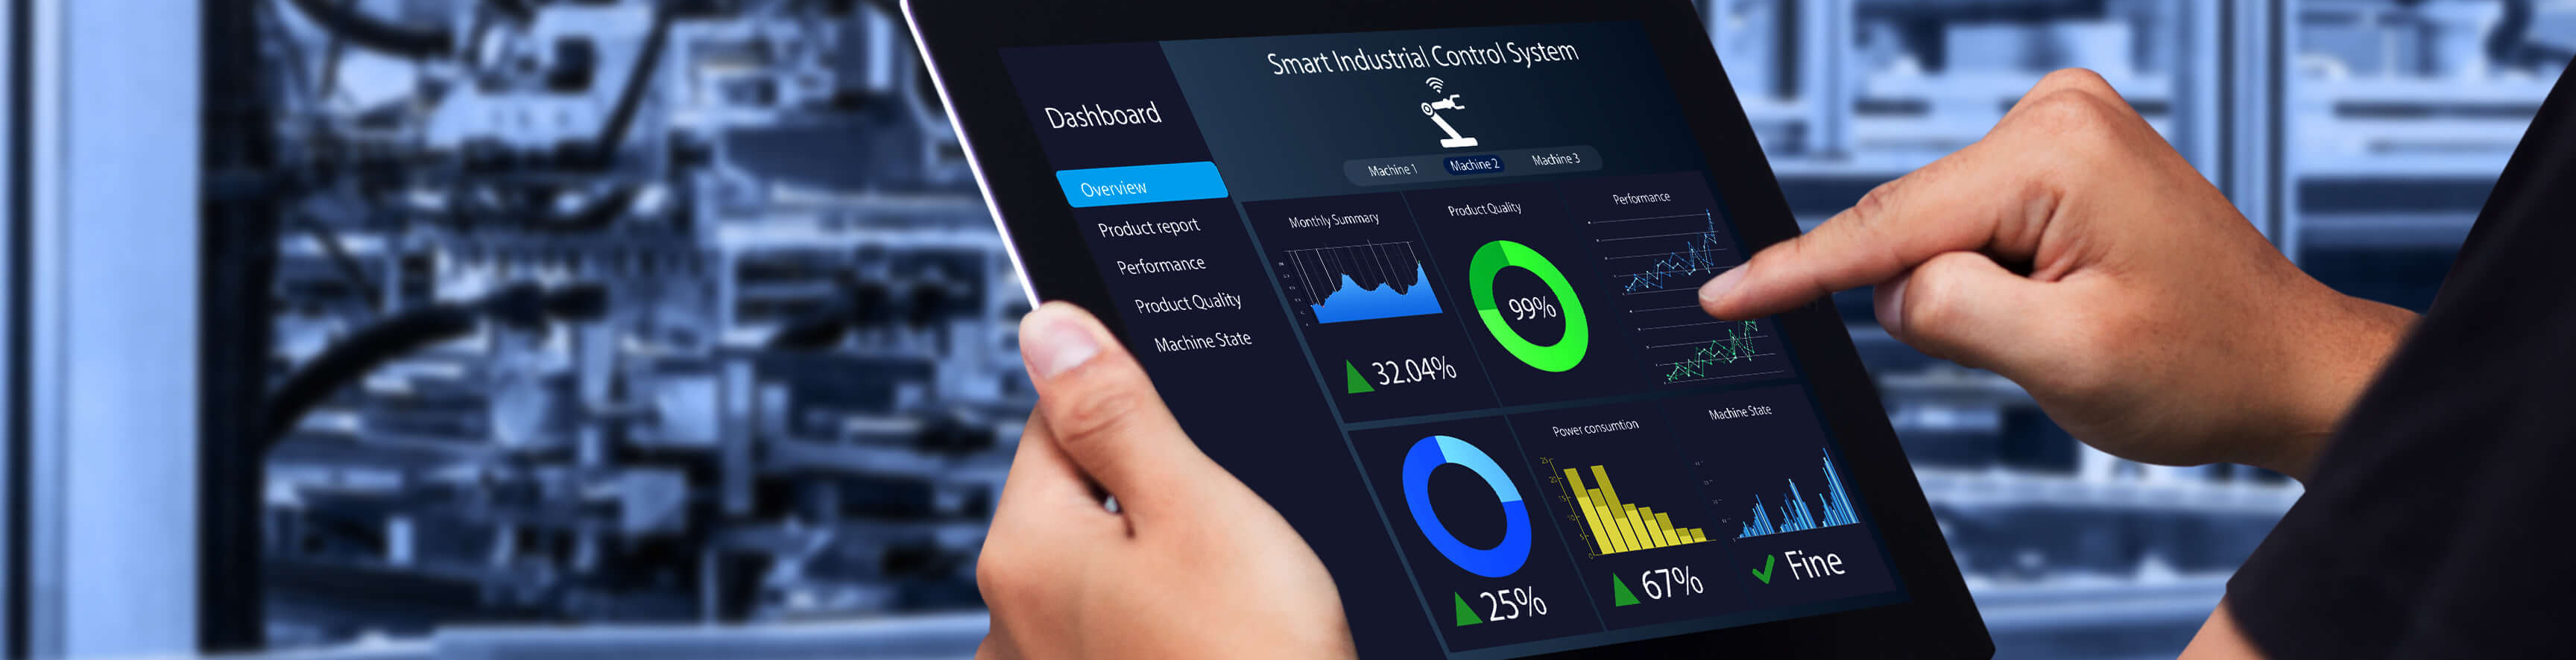 Smart Industrial Control System
Dashboard
Machine 1
Machine 2
Machine 3
Overview
Product report
Performance
Product Quality
Machine State
Monthly Summary
Product Quality
Performance
99%
32.04%
Power consumtion
Machine State
25%
67%
Fine